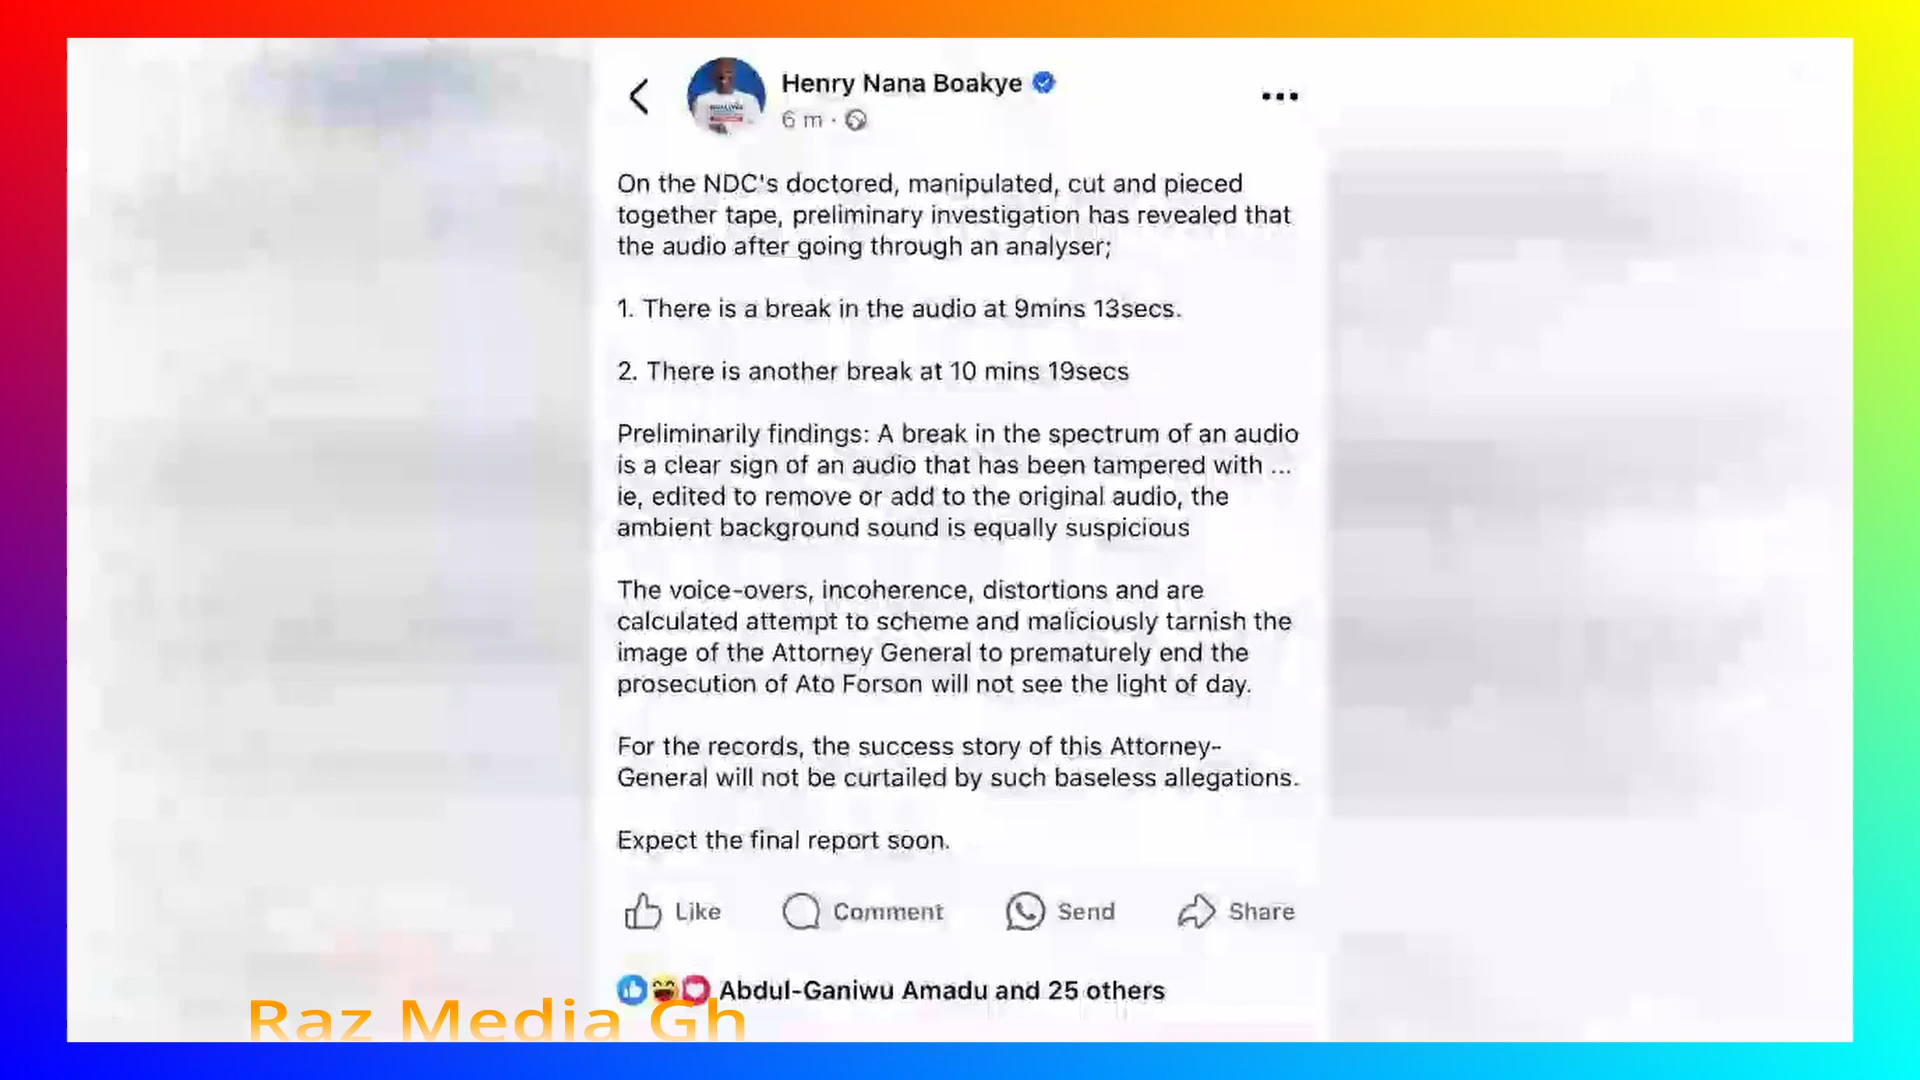 Henry Nana Boakye
6 m ·
On the NDC's doctored, manipulated, cut and pieced
together tape, preliminary investigation has revealed that
the audio after going through an analyser;
1. There is a break in the audio at 9mins 13secs.
2. There is another break at 10 mins 19secs
Preliminarily findings: A break in the spectrum of an audio
is a clear sign of an audio that has been tampered with ...
ie, edited to remove or add to the original audio, the
ambient background sound is equally suspicious
The voice-overs, incoherence, distortions and are
calculated attempt to scheme and maliciously tarnish the
image of the Attorney General to prematurely end the
prosecution of Ato Forson will not see the light of day.
For the records, the success story of this Attorney-
General will not be curtailed by such baseless allegations.
Expect the final report soon.
Like Comment Send Share
Abdul-Ganiwu Amadu and 25 others
Raz Media Gh